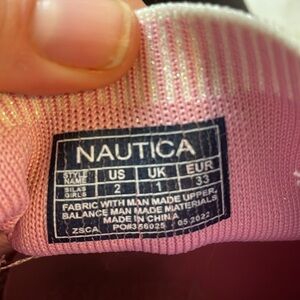 NAUTICA
STYLE NAME US UK EUR
SILAS GIRLS 2 1 33
FABRIC WITH MAN MADE UPPER,
BALANCE MAN MADE MATERIALS
MADE IN CHINA
ZSCA PO#356025 05.2022